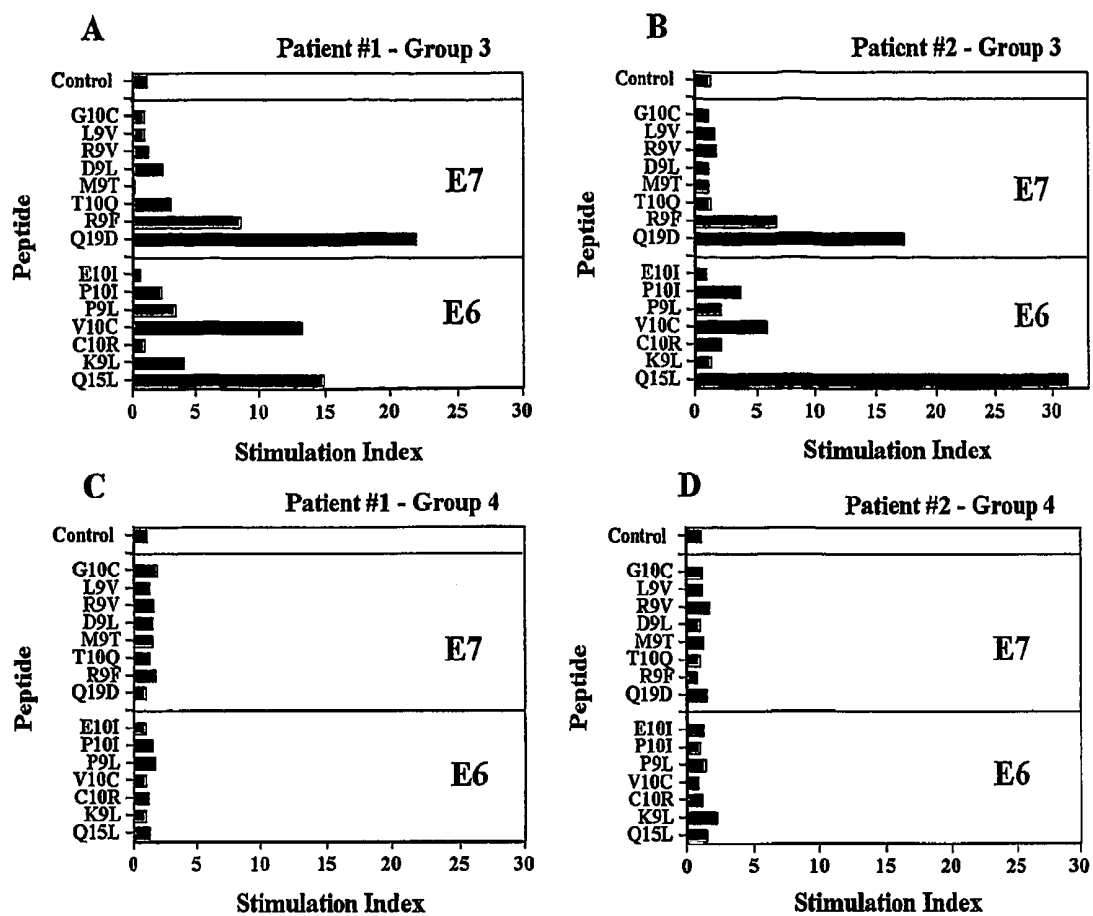 A
Patient #1 - Group 3
Peptide
Control
G10C
L9V
R9V
D9L
M9T
T10Q
R9F
Q19D
E7
E10I
P10I
P9L
V10C
C10R
K9L
Q15L
E6
0 5 10 15 20 25 30
Stimulation Index
B
Patient #2 - Group 3
Peptide
Control
G10C
L9V
R9V
D9L
M9T
T10Q
R9F
Q19D
E7
E10I
P10I
P9L
V10C
C10R
K9L
Q15L
E6
0 5 10 15 20 25 30
Stimulation Index
C
Patient #1 - Group 4
Peptide
Control
G10C
L9V
R9V
D9L
M9T
T10Q
R9F
Q19D
E7
E10I
P10I
P9L
V10C
C10R
K9L
Q15L
E6
0 5 10 15 20 25 30
Stimulation Index
D
Patient #2 - Group 4
Peptide
Control
G10C
L9V
R9V
D9L
M9T
T10Q
R9F
Q19D
E7
E10I
P10I
P9L
V10C
C10R
K9L
Q15L
E6
0 5 10 15 20 25 30
Stimulation Index